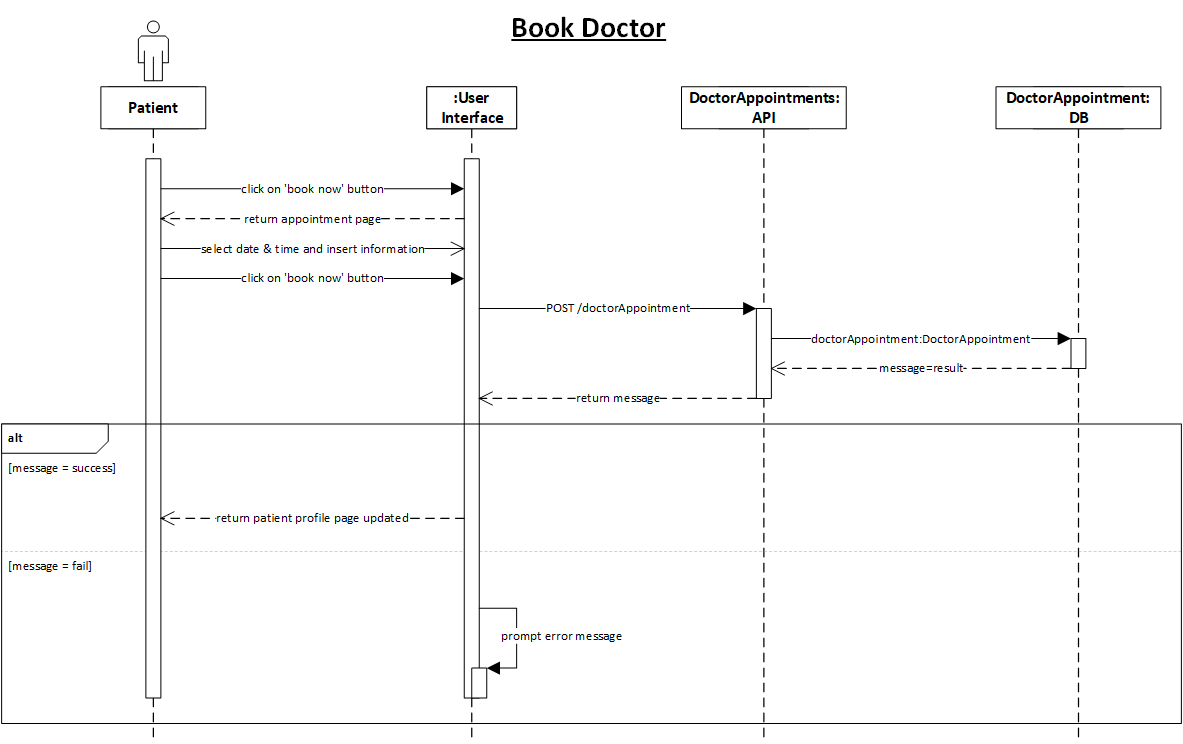 Book Doctor
Patient
:User
Interface
DoctorAppointments:
API
DoctorAppointment:
DB
click on 'book now' button
return appointment page
select date & time and insert information
click on 'book now' button
POST /doctorAppointment
doctorAppointment:DoctorAppointment
message=result
return message
alt
[message = success]
return patient profile page updated
[message = fail]
prompt error message